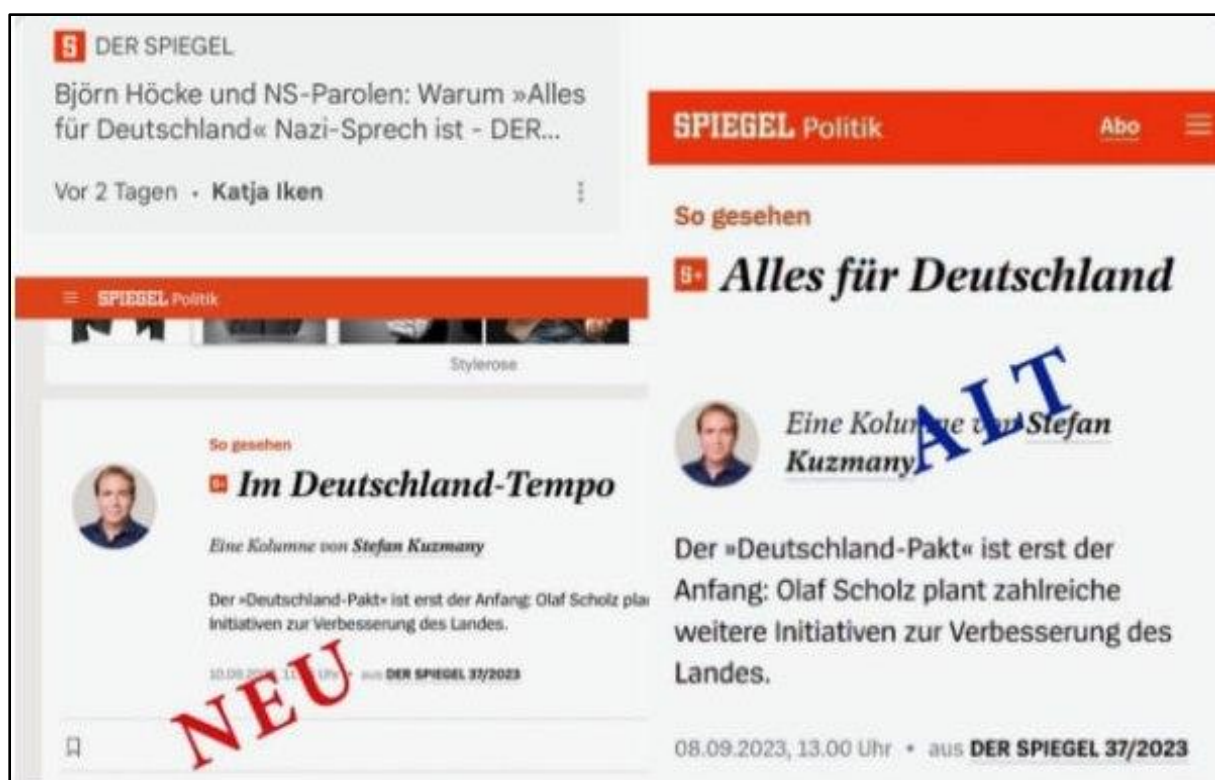 DER SPIEGEL
Björn Höcke und NS-Parolen: Warum »Alles
für Deutschland« Nazi-Sprech ist - DER...
Vor 2 Tagen • Katja Iken
SPIEGEL Politik
Stylerose
So gesehen
S+ Im Deutschland-Tempo
Eine Kolumne von Stefan Kuzmany
Der »Deutschland-Pakt« ist erst der Anfang: Olaf Scholz
Initiativen zur Verbesserung des Landes.
aus DER SPIEGEL 37/2023
NEU
SPIEGEL Politik
Abo
So gesehen
S+ Alles für Deutschland
ALT
Eine Kolumne von Stefan
Kuzmany
Der »Deutschland-Pakt« ist erst der
Anfang: Olaf Scholz plant zahlreiche
weitere Initiativen zur Verbesserung des
Landes.
08.09.2023, 13.00 Uhr • aus DER SPIEGEL 37/2023